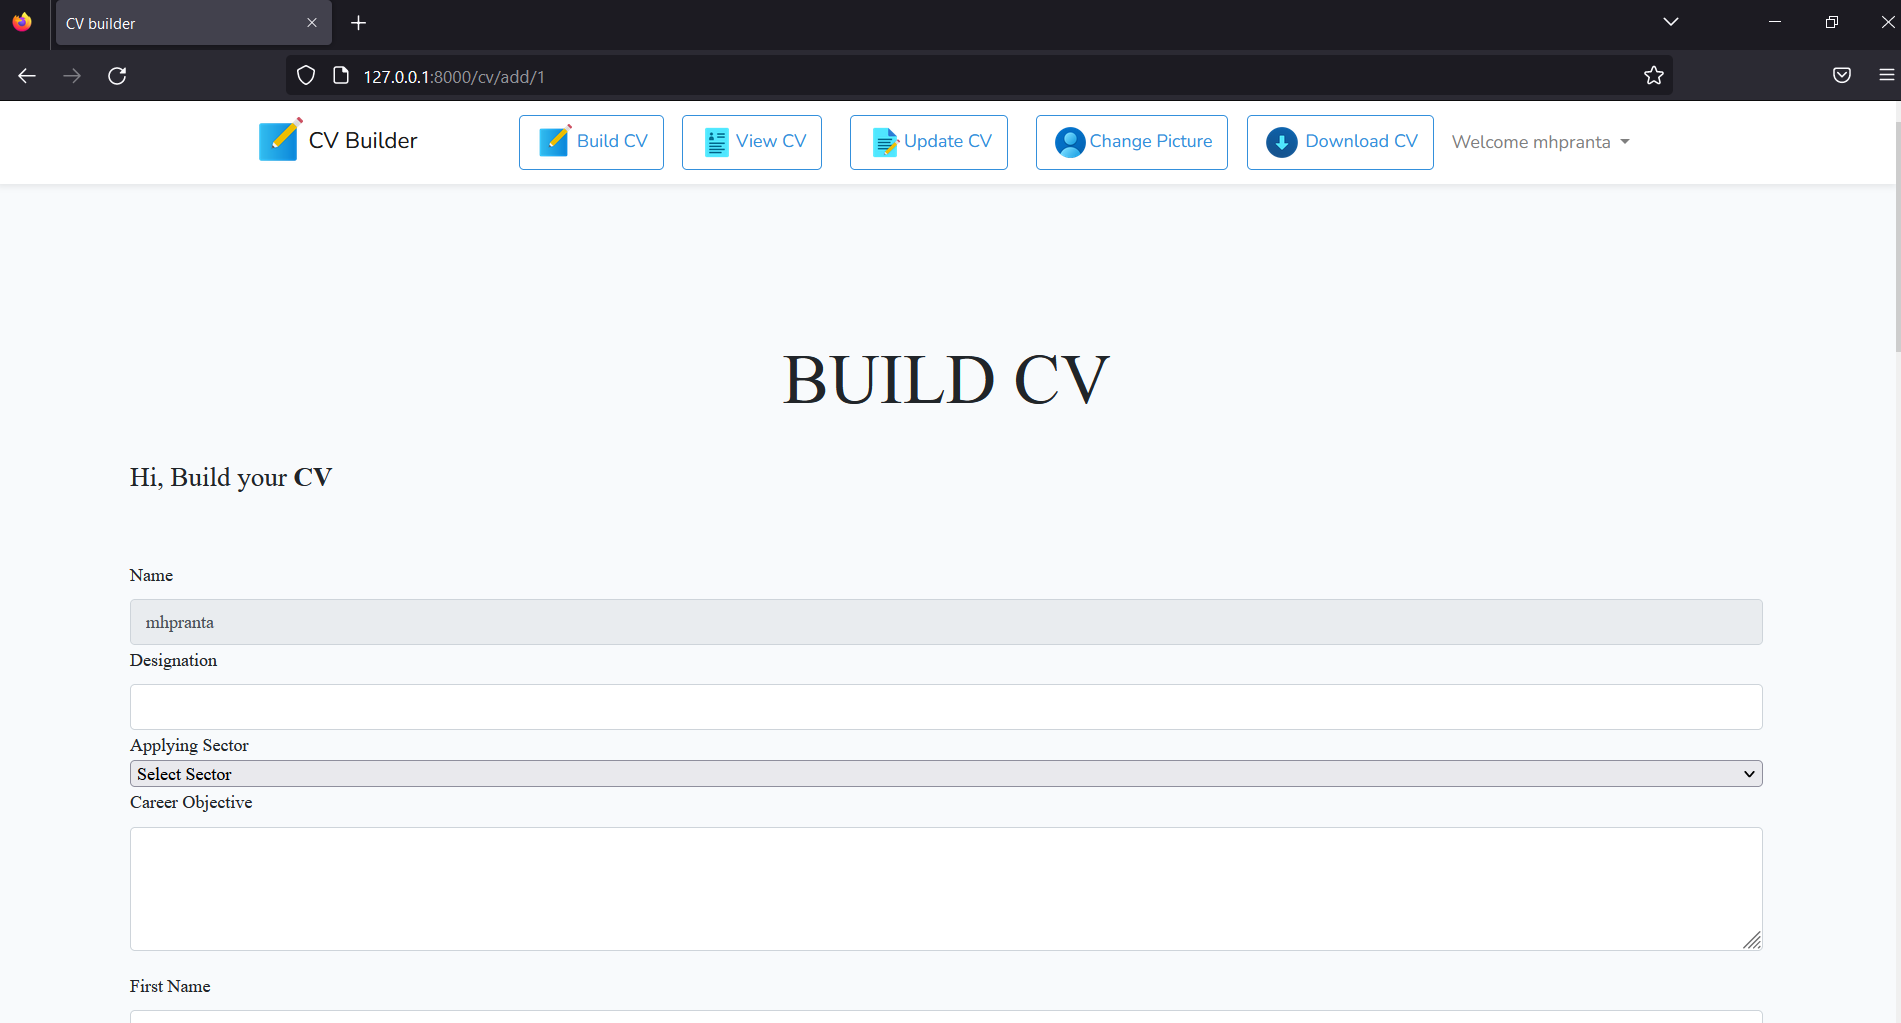 CV builder
127.0.0.1:8000/cv/add/1
CV Builder
Build CV
View CV
Update CV
Change Picture
Download CV
Welcome mhpranta
BUILD CV
Hi, Build your CV
Name
mhpranta
Designation
Applying Sector
Select Sector
Career Objective
First Name